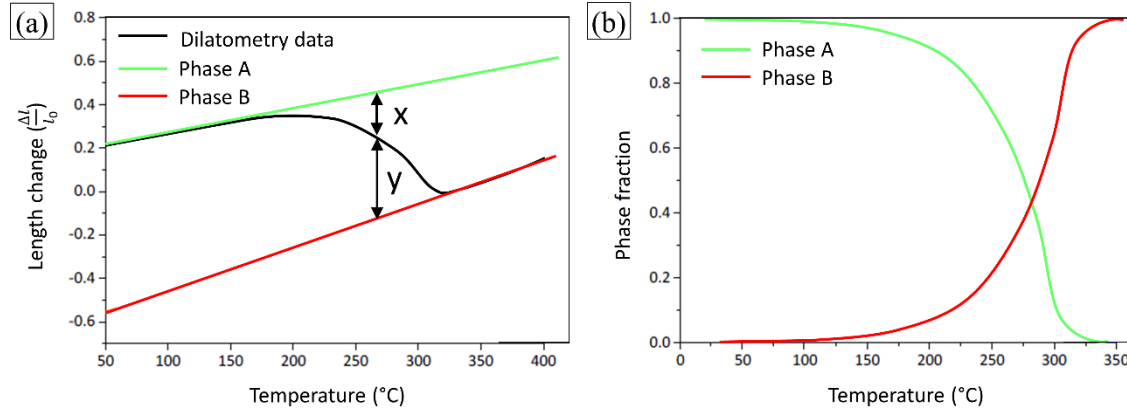 (a)
Dilatometry data
Phase A
Phase B
x
y
0.8
0.6
0.4
0.2
0.0
-0.2
-0.4
-0.6
Length change (Δl/l₀)
50 100 150 200 250 300 350 400
Temperature (°C)
(b)
Phase A
Phase B
1.0
0.8
0.6
0.4
0.2
0.0
Phase fraction
0 50 100 150 200 250 300 350
Temperature (°C)